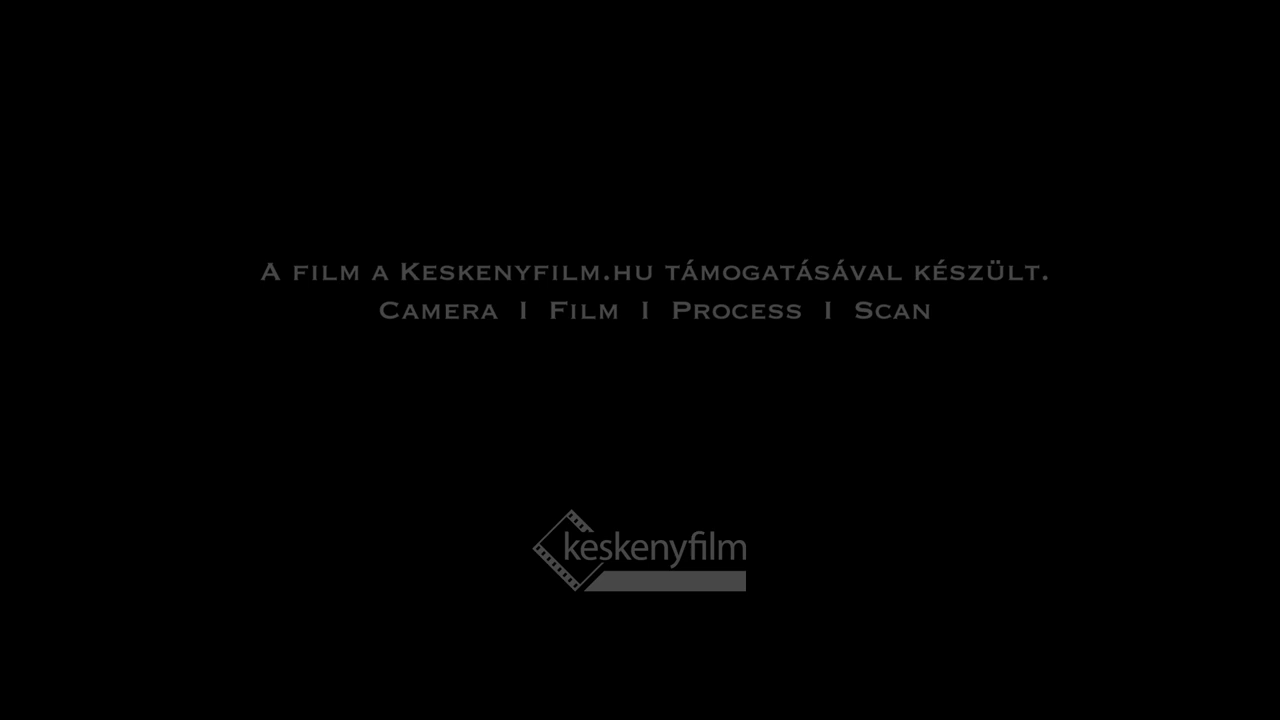 A film a Keskenyfilm.hu támogatásával készült.
Camera I Film I Process I Scan
keskenyfilm